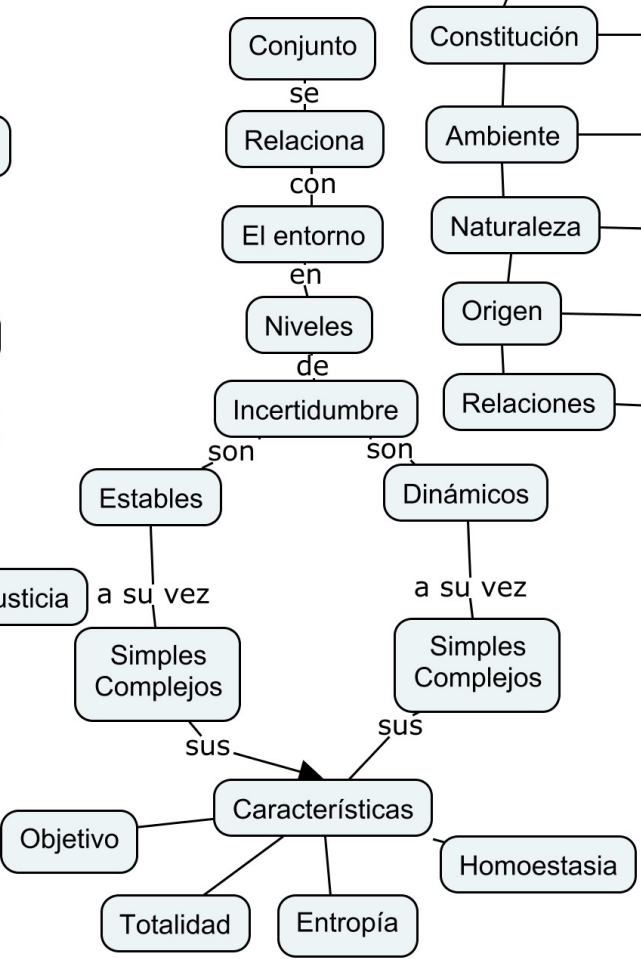 Conjunto
se
Relaciona
con
El entorno
en
Niveles
de
Incertidumbre
son
son
Estables
Dinámicos
a su vez
a su vez
Simples
Complejos
Simples
Complejos
sus
sus
Características
Objetivo
Totalidad
Entropía
Homoestasia
Constitución
Ambiente
Naturaleza
Origen
Relaciones
usticia